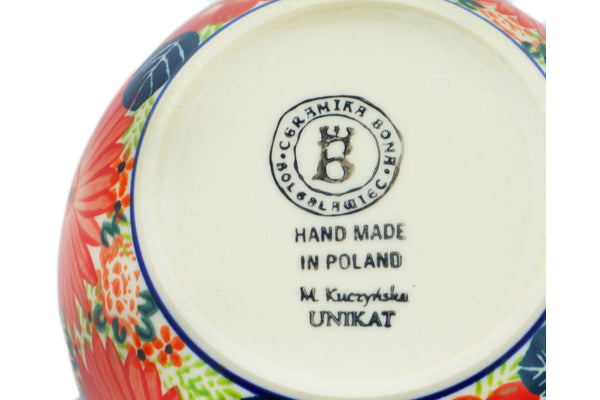 CERAMIKA BONA
BOLESŁAWIEC
B
HAND MADE
IN POLAND
M. Kuczyńska
UNIKAT